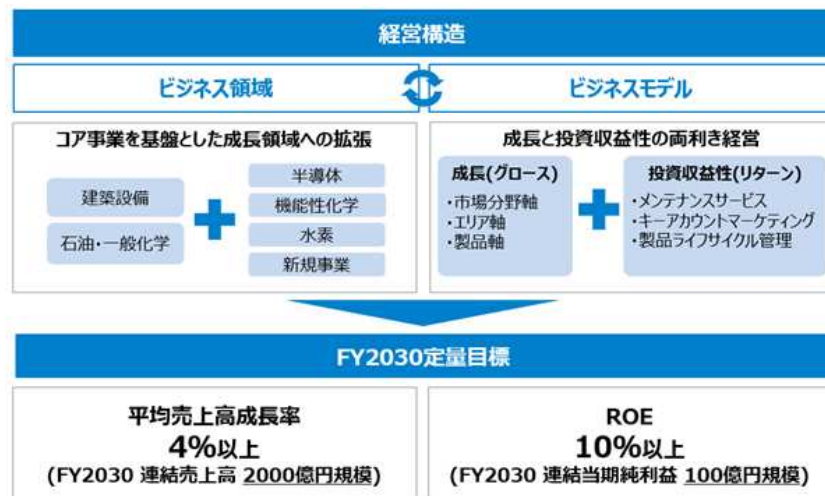 経営構造
ビジネス領域
ビジネスモデル
コア事業を基盤とした成長領域への拡張
建築設備
石油・一般化学
半導体
機能性化学
水素
新規事業
成長と投資収益性の両利き経営
成長(グロース)
・市場分野軸
・エリア軸
・製品軸
投資収益性(リターン)
・メンテナンスサービス
・キーアカウントマーケティング
・製品ライフサイクル管理
FY2030定量目標
平均売上高成長率
4%以上
(FY2030 連結売上高 2000億円規模)
ROE
10%以上
(FY2030 連結当期純利益 100億円規模)